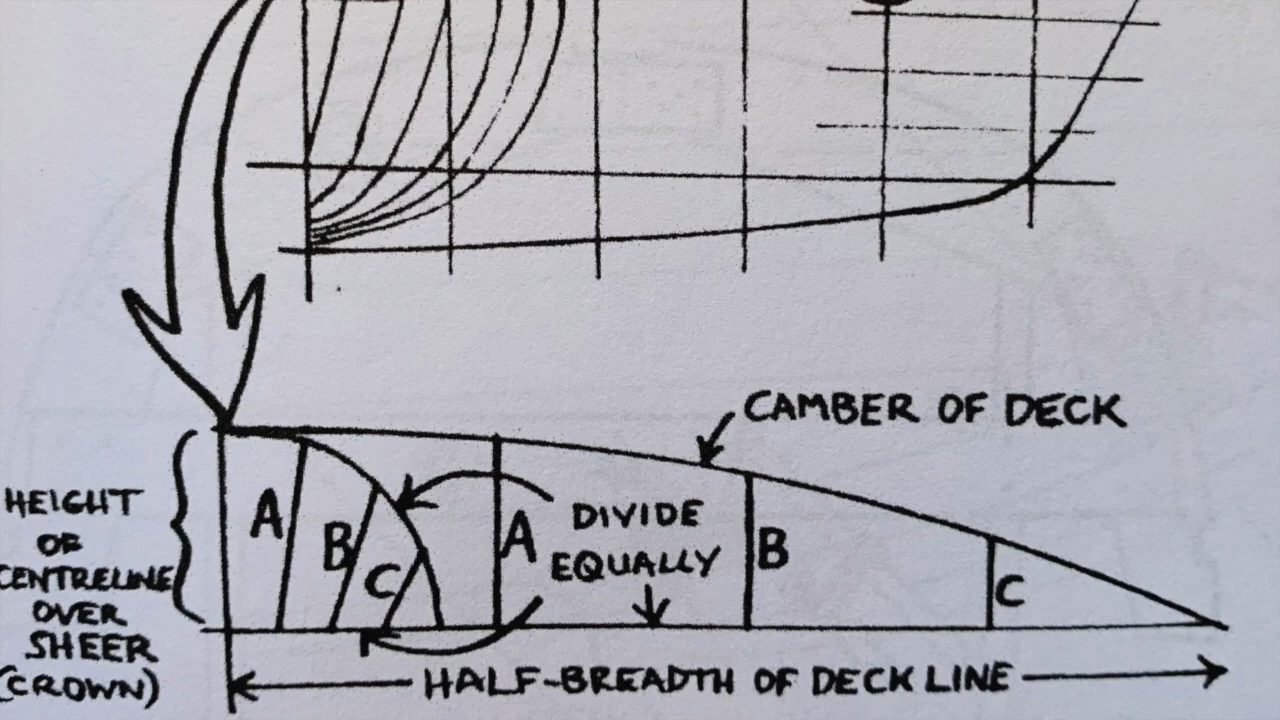 CAMBER OF DECK
HEIGHT
OF
CENTRELINE
OVER
SHEER
(CROWN)
A
B
C
DIVIDE
EQUALLY
A
B
C
HALF-BREADTH OF DECK LINE